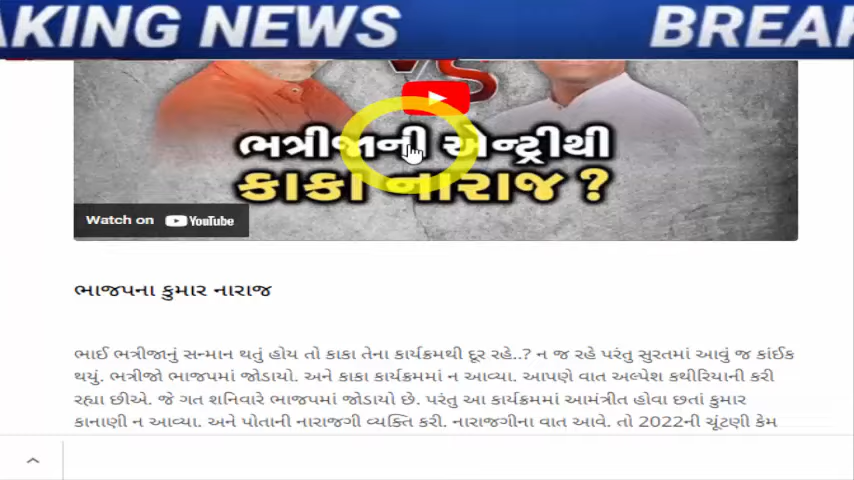 AKING NEWS BREAK
VS
ભત્રીજાની એન્ટ્રીથી
કાકા નારાજ ?
Watch on YouTube
ભાજપના કુમાર નારાજ
ભાઈ ભત્રીજાનું સન્માન થતું હોય તો કાકા તેના કાર્યક્રમથી દૂર રહે..? ન જ રહે પરંતુ સુરતમાં આવું જ કાંઈક
થયું. ભત્રીજો ભાજપમાં જોડાયો. અને કાકા કાર્યક્રમમાં ન આવ્યા. આપણે વાત અલ્પેશ કથીરિયાની કરી
રહ્યા છીએ. જે ગત શનિવારે ભાજપમાં જોડાયો છે. પરંતુ આ કાર્યક્રમમાં આમંત્રીત હોવા છતાં કુમાર
કાનાણી ન આવ્યા. અને પોતાની નારાજગી વ્યક્તિ કરી. નારાજગીના વાત આવે. તો 2022ની ચૂંટણી કેમ